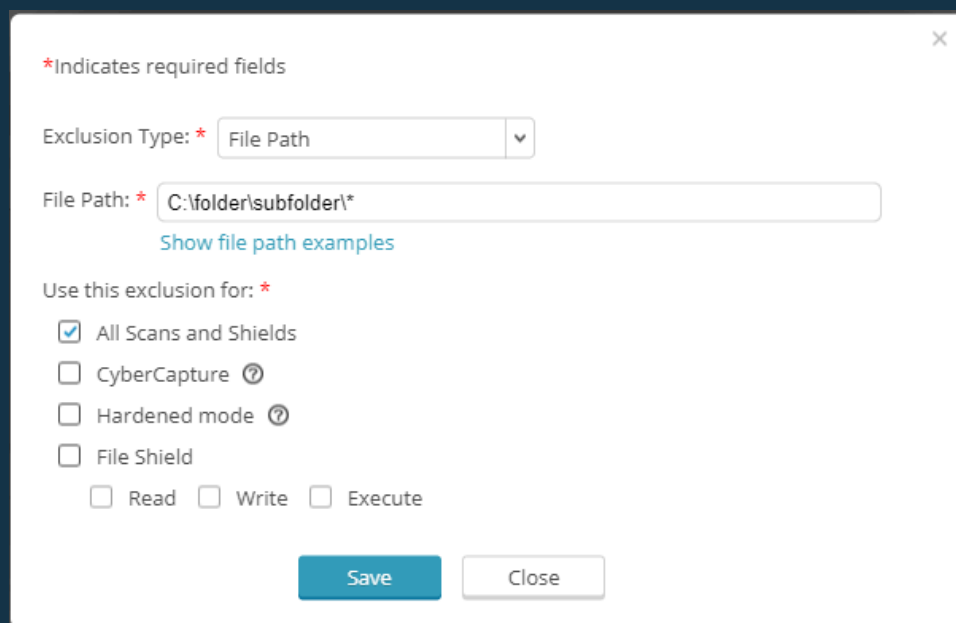 *Indicates required fields
Exclusion Type: * File Path
File Path: * C:\folder\subfolder\*
Show file path examples
Use this exclusion for: *
All Scans and Shields
CyberCapture ?
Hardened mode ?
File Shield
Read Write Execute
Save Close